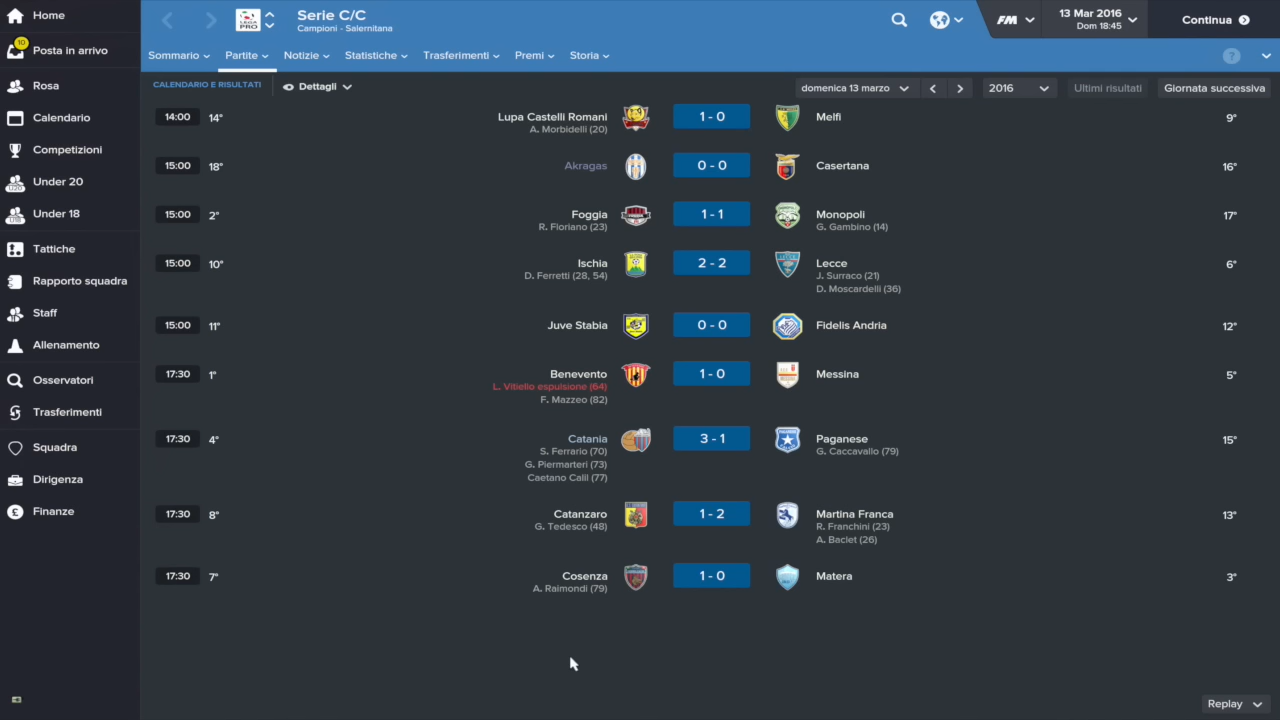 Home
10
Posta in arrivo
Rosa
Calendario
Competizioni
Under 20
Under 18
Tattiche
Rapporto squadra
Staff
Allenamento
Osservatori
Trasferimenti
Squadra
Dirigenza
Finanze
Serie C/C
Campioni - Salernitana
FM
13 Mar 2016
Dom 18:45
Continua
Sommario
Partite
Notizie
Statistiche
Trasferimenti
Premi
Storia
?
CALENDARIO E RISULTATI
Dettagli
domenica 13 marzo
2016
Ultimi risultati
Giornata successiva
14:00 14° Lupa Castelli Romani 1 - 0 Melfi 9°
A. Morbidelli (20)
15:00 18° Akragas 0 - 0 Casertana 16°
15:00 2° Foggia 1 - 1 Monopoli 17°
R. Floriano (23) G. Gambino (14)
15:00 10° Ischia 2 - 2 Lecce 6°
D. Ferretti (28, 54) J. Surraco (21)
D. Moscardelli (36)
15:00 11° Juve Stabia 0 - 0 Fidelis Andria 12°
17:30 1° Benevento 1 - 0 Messina 5°
L. Vitiello espulsione (64)
F. Mazzeo (82)
17:30 4° Catania 3 - 1 Paganese 15°
S. Ferrario (70) G. Caccavallo (79)
G. Piermarteri (73)
Caetano Calil (77)
17:30 8° Catanzaro 1 - 2 Martina Franca 13°
G. Tedesco (48) R. Franchini (23)
A. Baclet (26)
17:30 7° Cosenza 1 - 0 Matera 3°
A. Raimondi (79)
Replay